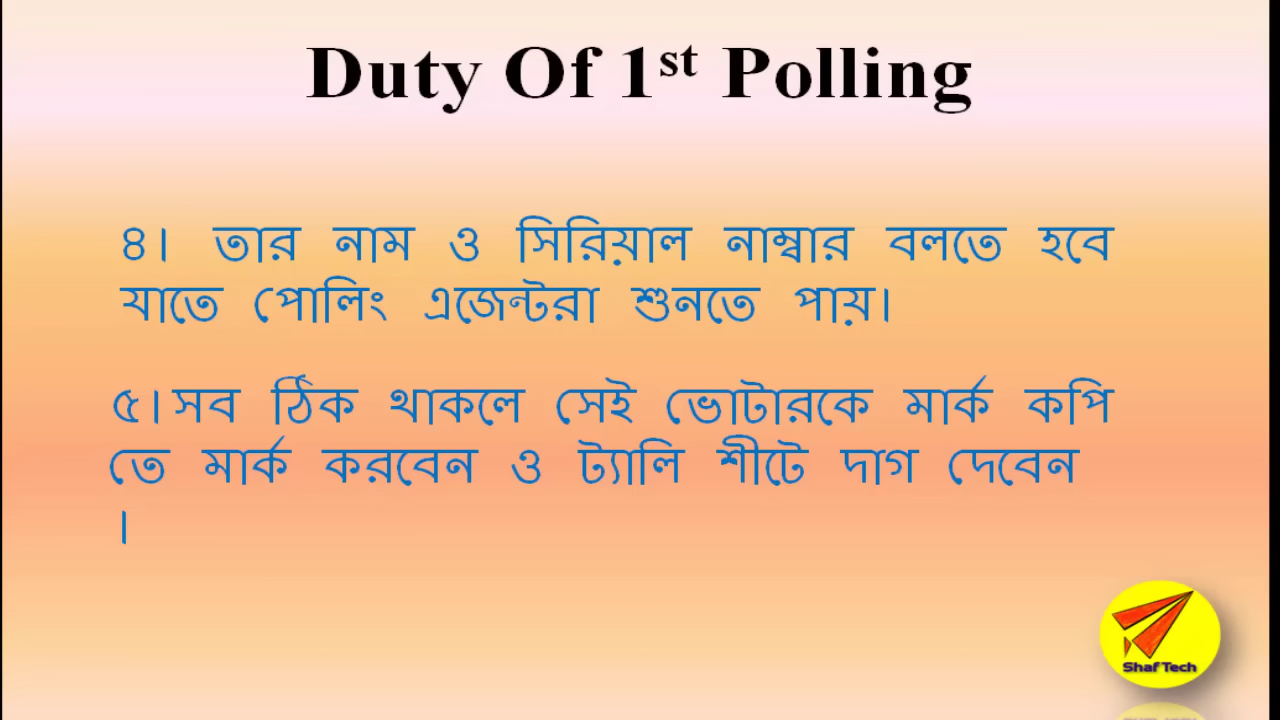 Duty Of 1st Polling
৪। তার নাম ও সিরিয়াল নাম্বার বলতে হবে
যাতে পোলিং এজেন্টরা শুনতে পায়।
৫।সব ঠিক থাকলে সেই ভোটারকে মার্ক কপি
তে মার্ক করবেন ও ট্যালি শীটে দাগ দেবেন
।
Shaf Tech